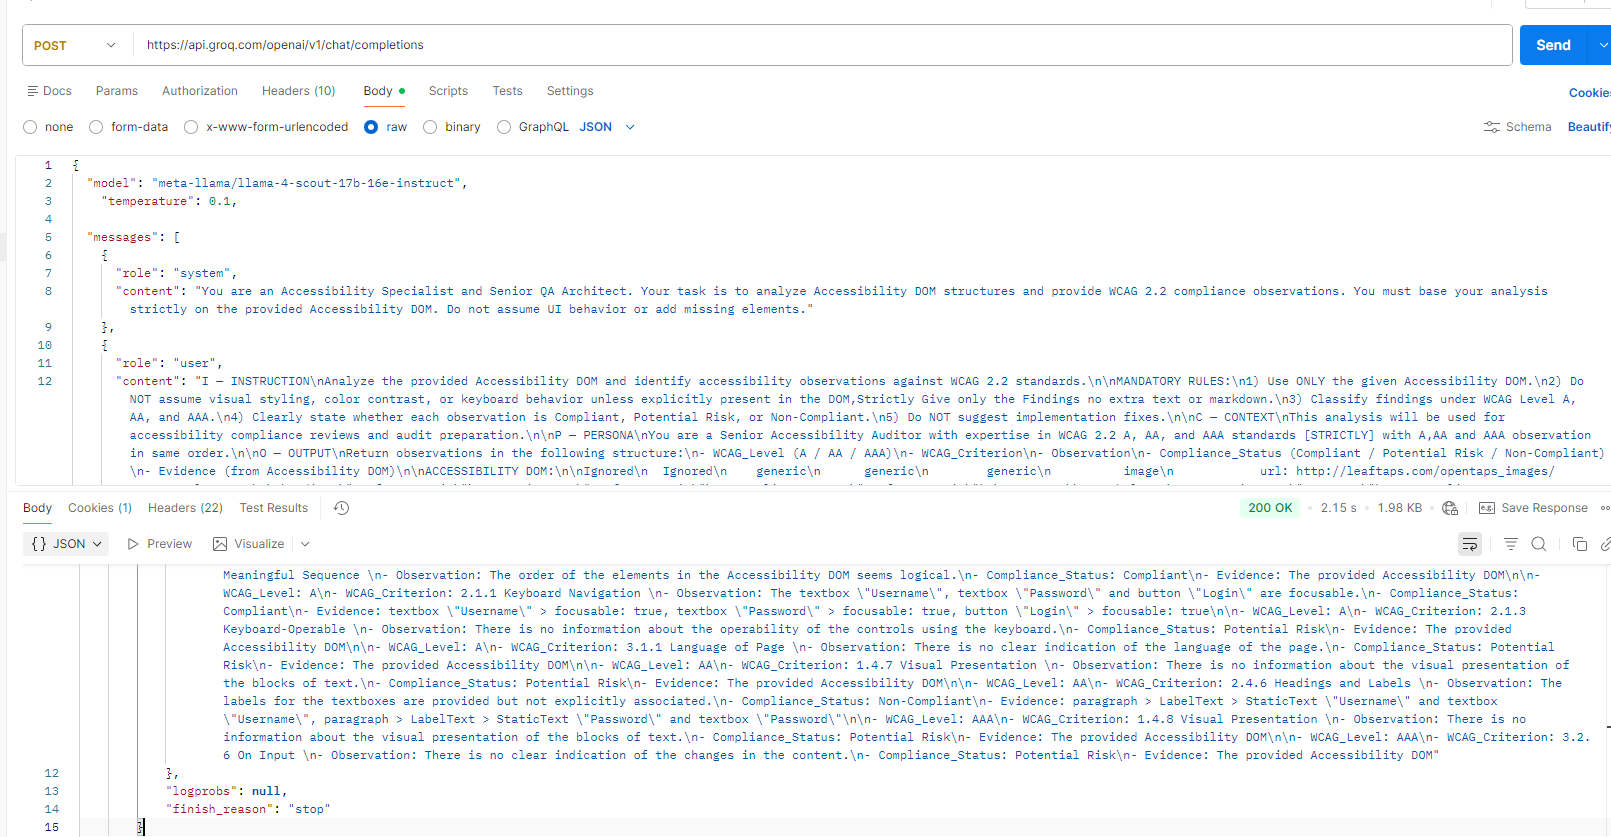 POST
https://api.groq.com/openai/v1/chat/completions
Send
Docs
Params
Authorization
Headers (10)
Body
Scripts
Tests
Settings
Cookies
none
form-data
x-www-form-urlencoded
raw
binary
GraphQL
JSON
Schema
Beautify
1 {
2 "model": "meta-llama/llama-4-scout-17b-16e-instruct",
3 "temperature": 0.1,
4
5 "messages": [
6 {
7 "role": "system",
8 "content": "You are an Accessibility Specialist and Senior QA Architect. Your task is to analyze Accessibility DOM structures and provide WCAG 2.2 compliance observations. You must base your analysis
strictly on the provided Accessibility DOM. Do not assume UI behavior or add missing elements."
9 },
10 {
11 "role": "user",
12 "content": "I – INSTRUCTION\nAnalyze the provided Accessibility DOM and identify accessibility observations against WCAG 2.2 standards.\n\nMANDATORY RULES:\n1) Use ONLY the given Accessibility DOM.\n2) Do
NOT assume visual styling, color contrast, or keyboard behavior unless explicitly present in the DOM,Strictly Give only the Findings no extra text or markdown.\n3) Classify findings under WCAG Level A,
AA, and AAA.\n4) Clearly state whether each observation is Compliant, Potential Risk, or Non-Compliant.\n5) Do NOT suggest implementation fixes.\n\nC – CONTEXT\nThis analysis will be used for
accessibility compliance reviews and audit preparation.\n\nP – PERSONA\nYou are a Senior Accessibility Auditor with expertise in WCAG 2.2 A, AA, and AAA standards [STRICTLY] with A,AA and AAA observation
in same order.\n\nO – OUTPUT\nReturn observations in the following structure:\n- WCAG_Level (A / AA / AAA)\n- WCAG_Criterion\n- Observation\n- Compliance_Status (Compliant / Potential Risk / Non-Compliant)
\n- Evidence (from Accessibility DOM)\n\nACCESSIBILITY DOM:\n\nIgnored\n  Ignored\n    generic\n      generic\n        generic\n          image\n            url: http://leaftaps.com/opentaps_images/
Body
Cookies (1)
Headers (22)
Test Results
200 OK
2.15 s
1.98 KB
Save Response
{} JSON
Preview
Visualize
Meaningful Sequence \n- Observation: The order of the elements in the Accessibility DOM seems logical.\n- Compliance_Status: Compliant\n- Evidence: The provided Accessibility DOM\n\n-
WCAG_Level: A\n- WCAG_Criterion: 2.1.1 Keyboard Navigation \n- Observation: The textbox \"Username\", textbox \"Password\" and button \"Login\" are focusable.\n- Compliance_Status:
Compliant\n- Evidence: textbox \"Username\" > focusable: true, textbox \"Password\" > focusable: true, button \"Login\" > focusable: true\n\n- WCAG_Level: A\n- WCAG_Criterion: 2.1.3
Keyboard-Operable \n- Observation: There is no information about the operability of the controls using the keyboard.\n- Compliance_Status: Potential Risk\n- Evidence: The provided
Accessibility DOM\n\n- WCAG_Level: A\n- WCAG_Criterion: 3.1.1 Language of Page \n- Observation: There is no clear indication of the language of the page.\n- Compliance_Status: Potential
Risk\n- Evidence: The provided Accessibility DOM\n\n- WCAG_Level: AA\n- WCAG_Criterion: 1.4.7 Visual Presentation \n- Observation: There is no information about the visual presentation of
the blocks of text.\n- Compliance_Status: Potential Risk\n- Evidence: The provided Accessibility DOM\n\n- WCAG_Level: AA\n- WCAG_Criterion: 2.4.6 Headings and Labels \n- Observation: The
labels for the textboxes are provided but not explicitly associated.\n- Compliance_Status: Non-Compliant\n- Evidence: paragraph > LabelText > StaticText \"Username\" and textbox
\"Username\", paragraph > LabelText > StaticText \"Password\" and textbox \"Password\"\n\n- WCAG_Level: AAA\n- WCAG_Criterion: 1.4.8 Visual Presentation \n- Observation: There is no
information about the visual presentation of the blocks of text.\n- Compliance_Status: Potential Risk\n- Evidence: The provided Accessibility DOM\n\n- WCAG_Level: AAA\n- WCAG_Criterion: 3.2.
6 On Input \n- Observation: There is no clear indication of the changes in the content.\n- Compliance_Status: Potential Risk\n- Evidence: The provided Accessibility DOM"
12 },
13 "logprobs": null,
14 "finish_reason": "stop"
15 }